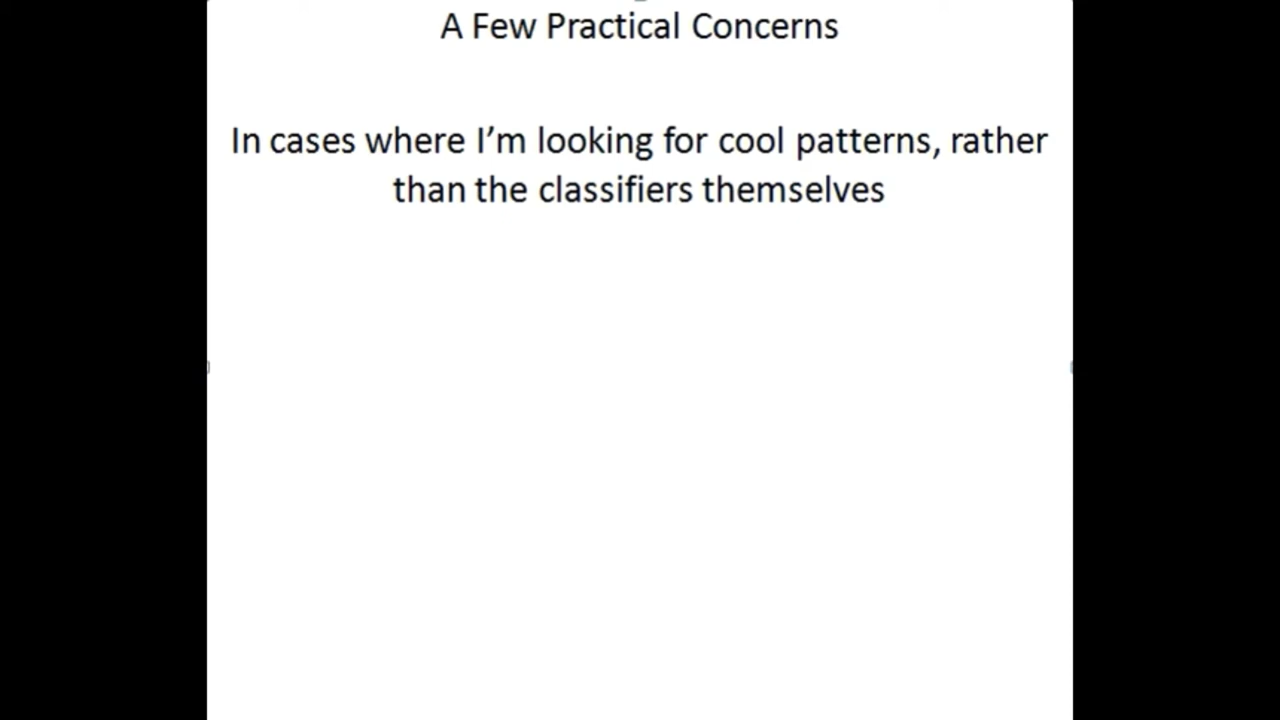 A Few Practical Concerns
In cases where I’m looking for cool patterns, rather
than the classifiers themselves